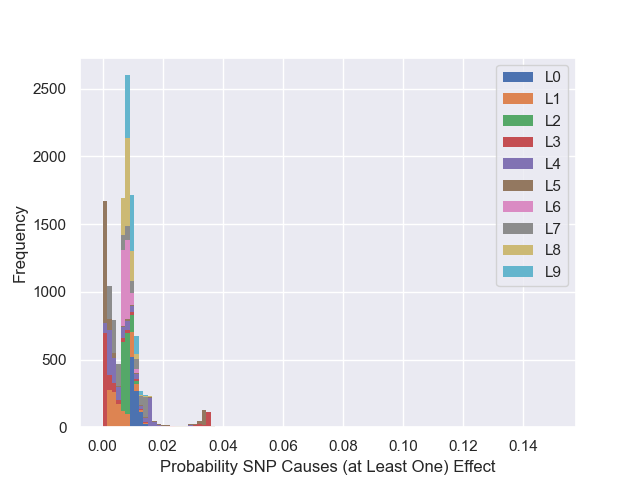 2500
2000
1500
1000
500
0
Frequency
0.00 0.02 0.04 0.06 0.08 0.10 0.12 0.14
Probability SNP Causes (at Least One) Effect
L0
L1
L2
L3
L4
L5
L6
L7
L8
L9